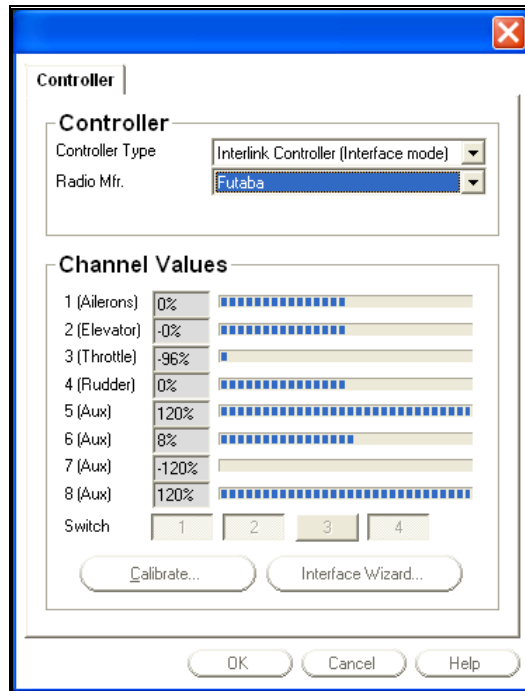 Controller
Controller
Controller Type Interlink Controller (Interface mode)
Radio Mfr. Futaba
Channel Values
1 (Ailerons) 0%
2 (Elevator) -0%
3 (Throttle) -96%
4 (Rudder) 0%
5 (Aux) 120%
6 (Aux) 8%
7 (Aux) -120%
8 (Aux) 120%
Switch 1 2 3 4
Calibrate... Interface Wizard...
OK Cancel Help